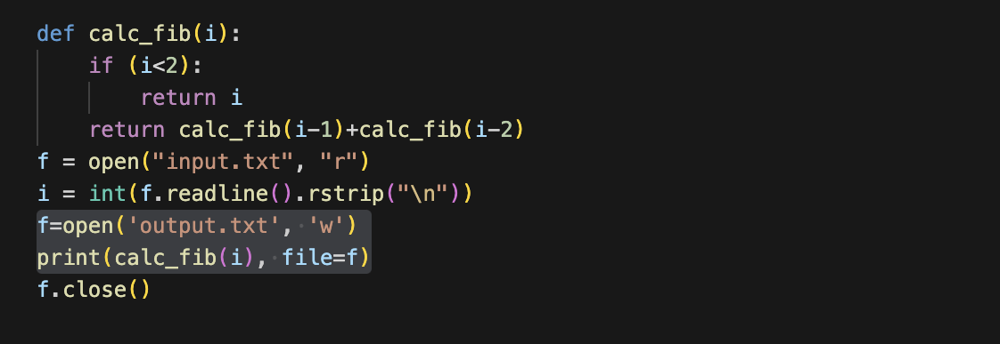 def calc_fib(i):
    if (i<2):
        return i
    return calc_fib(i-1)+calc_fib(i-2)
f = open("input.txt", "r")
i = int(f.readline().rstrip("\n"))
f=open('output.txt', 'w')
print(calc_fib(i), file=f)
f.close()